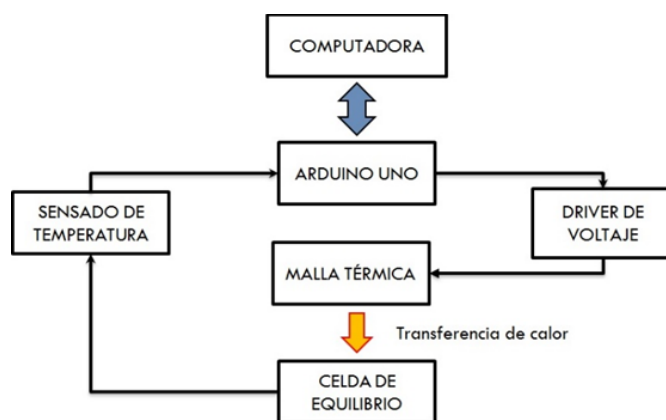 COMPUTADORA
ARDUINO UNO
SENSADO DE
TEMPERATURA
DRIVER DE
VOLTAJE
MALLA TÉRMICA
Transferencia de calor
CELDA DE
EQUILIBRIO